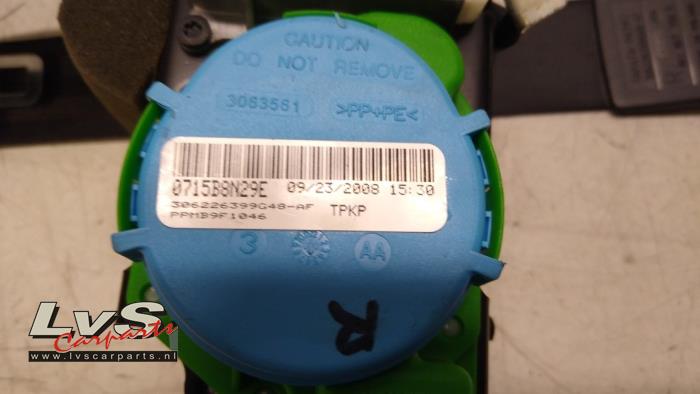 CAUTION
DO NOT REMOVE
3063561 >PP+PE<
0715B8N29E 09/23/2008 15:30
306226399G48-AF TPKP
PPMB9F1046
3 AA
LvS
Carparts
www.lvscarparts.nl